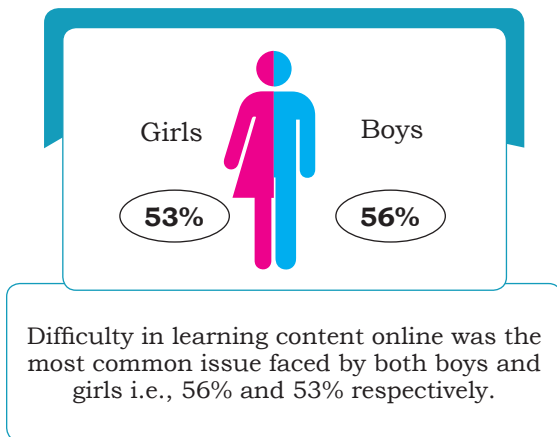 Girls
Boys
53%
56%
Difficulty in learning content online was the
most common issue faced by both boys and
girls i.e., 56% and 53% respectively.